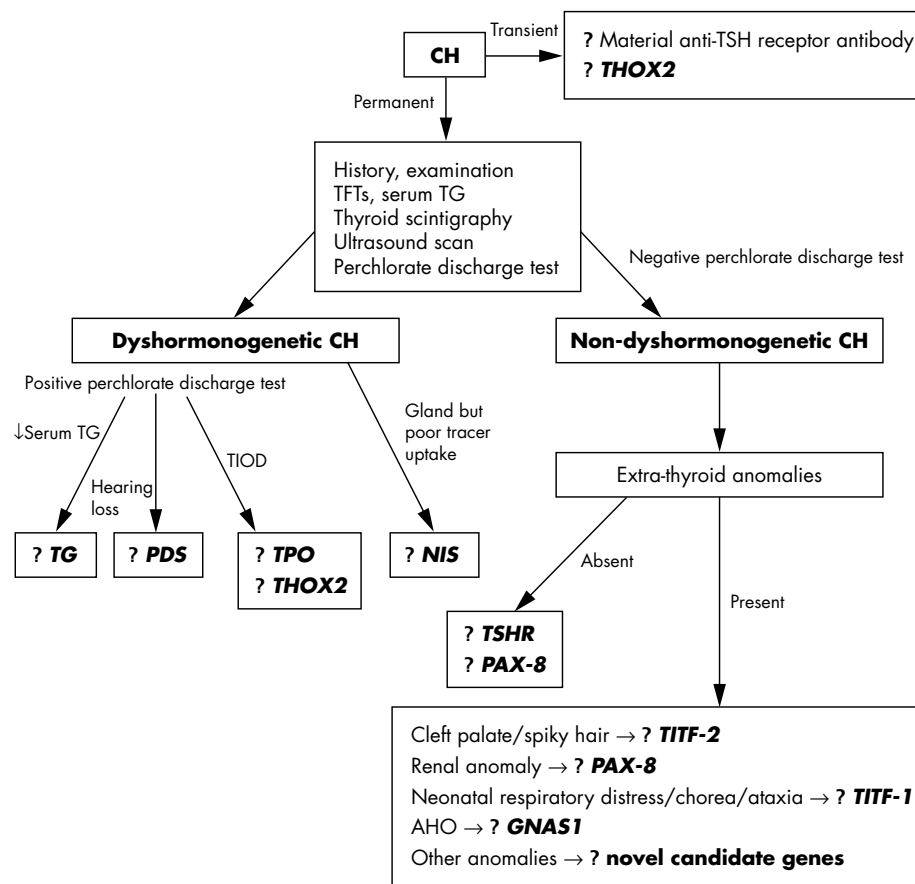 Transient
CH
? Material anti-TSH receptor antibody
? THOX2
Permanent
History, examination
TFTs, serum TG
Thyroid scintigraphy
Ultrasound scan
Perchlorate discharge test
Negative perchlorate discharge test
Dyshormonogenetic CH
Non-dyshormonogenetic CH
Positive perchlorate discharge test
↓Serum TG
Hearing
loss
TIOD
Gland but
poor tracer
uptake
Extra-thyroid anomalies
? TG
? PDS
? TPO
? THOX2
? NIS
Absent
Present
? TSHR
? PAX-8
Cleft palate/spiky hair → ? TITF-2
Renal anomaly → ? PAX-8
Neonatal respiratory distress/chorea/ataxia → ? TITF-1
AHO → ? GNAS1
Other anomalies → ? novel candidate genes